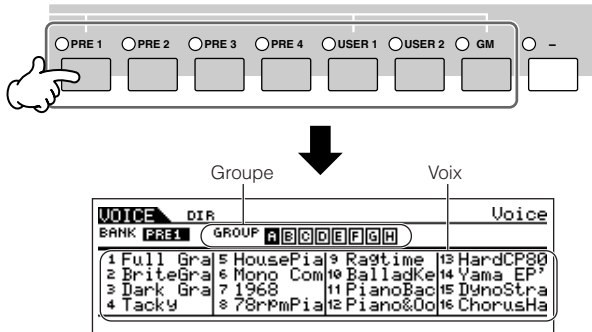 PRE 1 PRE 2 PRE 3 PRE 4 USER 1 USER 2 GM –
Groupe Voix
VOICE DIR Voice
BANK PRE1 GROUP A B C D E F G H
1 Full Gra 5 HousePia 9 Ragtime 13 HardCP80
2 BriteGra 6 Mono Com 10 BalladKe 14 Yama EP'
3 Dark Gra 7 1968 11 PianoBac 15 DynoStra
4 Tacky 8 78rpmPia 12 Piano&Oo 16 ChorusHa